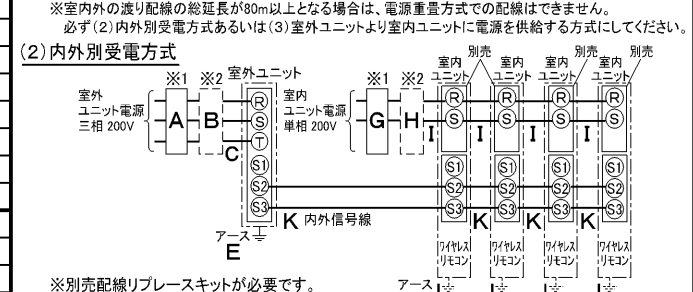 ※室内外の渡り配線の総延長が80m以上となる場合は、電源重畳方式での配線はできません。
必ず(2)内外別受電方式あるいは(3)室外ユニットより室内ユニットに電源を供給する方式にしてください。
(2)内外別受電方式
※1 ※2 室外ユニット
室外
ユニット電源
三相 200V
A B C
R
S
T
S1
S2
S3
アース
E
※1 ※2
室内
ユニット電源
単相 200V
G H
室内
ユニット
別売
室内
ユニット
室内
ユニット
別売
室内
ユニット
別売
R R R R
S S S S
I I I I
S1 S1 S1 S1
S2 S2 S2 S2
S3 S3 S3 S3
K 内外信号線
K K K
ワイヤレス
リモコン
ワイヤレス
リモコン
ワイヤレス
リモコン
ワイヤレス
リモコン
アース
※別売配線リプレースキットが必要です。